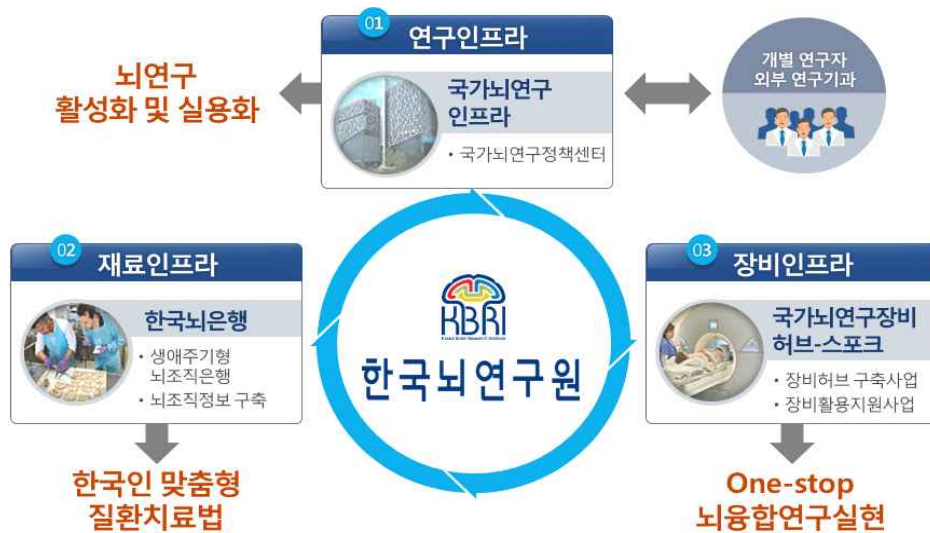 01
연구인프라
국가뇌연구
인프라
• 국가뇌연구정책센터
뇌연구
활성화 및 실용화
개별 연구자
외부 연구기관
02
재료인프라
한국뇌은행
• 생애주기형
뇌조직은행
• 뇌조직정보 구축
한국인 맞춤형
질환치료법
KBRI
Korea Brain Research Institute
한국뇌연구원
03
장비인프라
국가뇌연구장비
허브-스포크
• 장비허브 구축사업
• 장비활용지원사업
One-stop
뇌융합연구실현